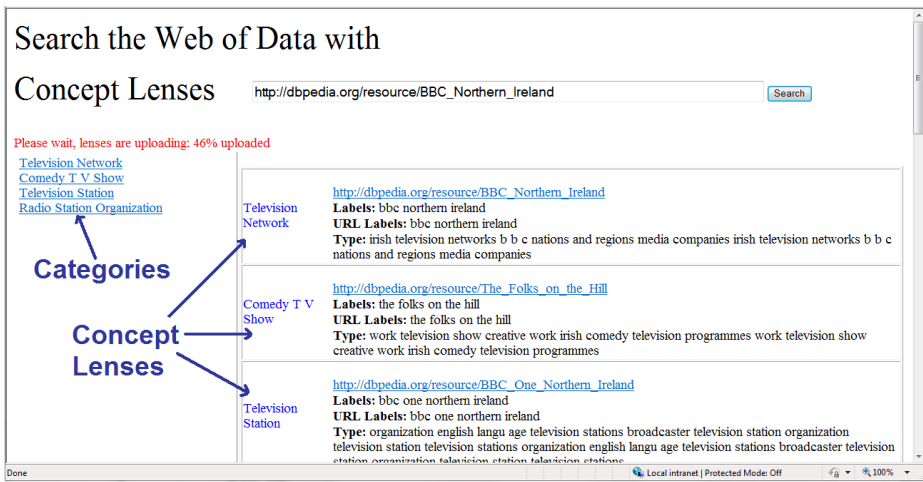 Search the Web of Data with
Concept Lenses
http://dbpedia.org/resource/BBC_Northern_Ireland
Search
Please wait, lenses are uploading: 46% uploaded
Television Network
Comedy T V Show
Television Station
Radio Station Organization
Categories
Concept
Lenses
Television
Network
http://dbpedia.org/resource/BBC_Northern_Ireland
Labels: bbc northern ireland
URL Labels: bbc northern ireland
Type: irish television networks b b c nations and regions media companies irish television networks b b c
nations and regions media companies
Comedy T V
Show
http://dbpedia.org/resource/The_Folks_on_the_Hill
Labels: the folks on the hill
URL Labels: the folks on the hill
Type: work television show creative work irish comedy television programmes work television show
creative work irish comedy television programmes
Television
Station
http://dbpedia.org/resource/BBC_One_Northern_Ireland
Labels: bbc one northern ireland
URL Labels: bbc one northern ireland
Type: organization english langu age television stations broadcaster television station organization
television station television stations organization english langu age television stations broadcaster television
station organization television station television stations
Done
Local intranet | Protected Mode: Off
100%